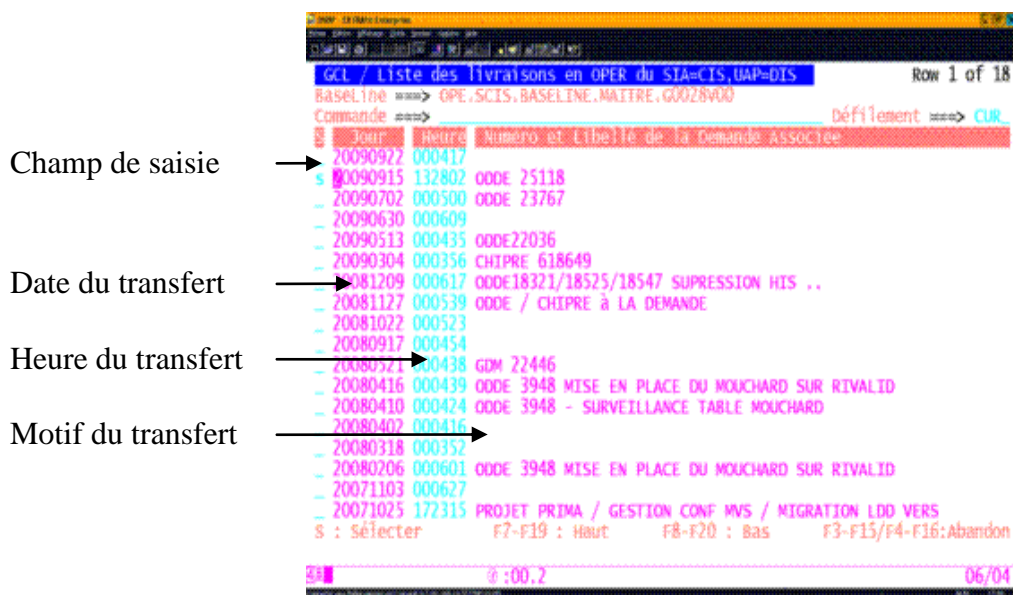 GCL / Liste des livraisons en OPER du SIA=CIS,UAP=DIS Row 1 of 18
BaseLine ===> OPE.SCIS.BASELINE.MAITRE.G0028V00
Commande ===> Défilement ===> CUR_
S Jour Heure Numéro et Libellé de la Demande Associée
Champ de saisie
_ 20090922 000417
s 20090915 132802 ODDE 25118
_ 20090702 000500 ODDE 23767
_ 20090630 000609
_ 20090513 000435 ODDE22036
_ 20090304 000356 CHIPRE 618649
Date du transfert
_ 20081209 000617 ODDE18321/18525/18547 SUPRESSION HIS ..
_ 20081127 000539 ODDE / CHIPRE à LA DEMANDE
_ 20081022 000523
_ 20080917 000454
Heure du transfert
_ 20080521 000438 GDM 22446
_ 20080416 000439 ODDE 3948 MISE EN PLACE DU MOUCHARD SUR RIVALID
_ 20080410 000424 ODDE 3948 - SURVEILLANCE TABLE MOUCHARD
Motif du transfert
_ 20080402 000416
_ 20080318 000352
_ 20080206 000601 ODDE 3948 MISE EN PLACE DU MOUCHARD SUR RIVALID
_ 20071103 000627
_ 20071025 172315 PROJET PRIMA / GESTION CONF MVS / MIGRATION LDD VERS
S : Sélecter F7-F19 : Haut F8-F20 : Bas F3-F15/F4-F16:Abandon
:00.2 06/04